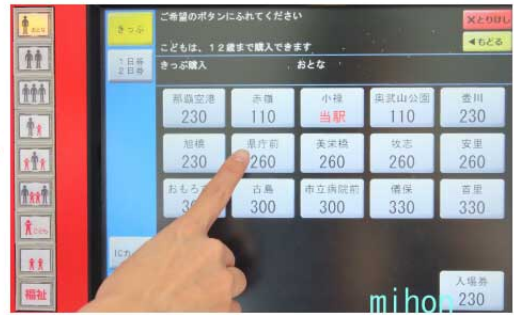 おとな
福祉
きっぷ
1日券
2日券
ICカ
ご希望のボタンにふれてください
×とりけし
こどもは、12歳まで購入できます
◀もどる
きっぷ購入 おとな
那覇空港 赤嶺 小禄 奥武山公園 壺川
230 110 当駅 110 230
旭橋 県庁前 美栄橋 牧志 安里
230 260 260 260 260
おもろ 古島 市立病院前 儀保 首里
300 300 330 330
入場券
230
mihon